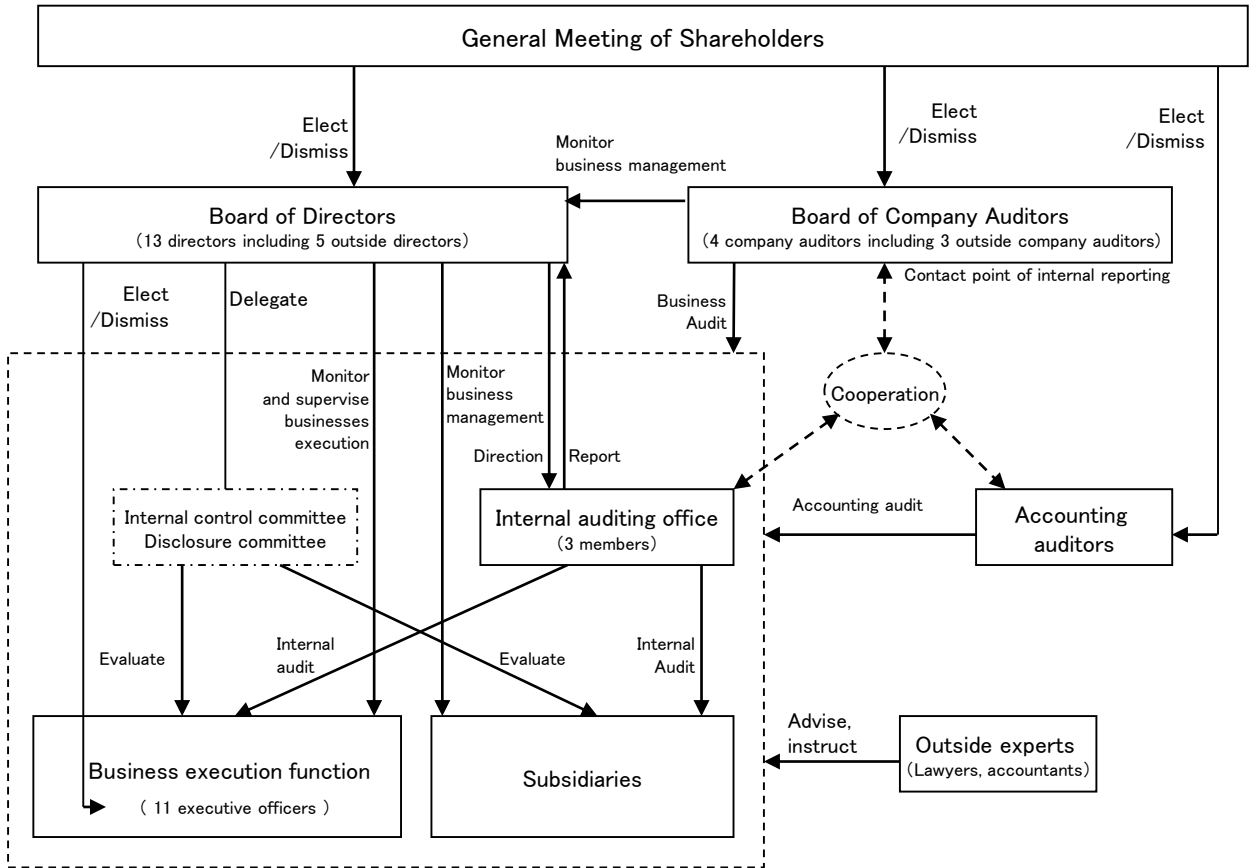 General Meeting of Shareholders
Elect
/Dismiss
Elect
/Dismiss
Elect
/Dismiss
Monitor
business management
Board of Directors
(13 directors including 5 outside directors)
Board of Company Auditors
(4 company auditors including 3 outside company auditors)
Contact point of internal reporting
Elect
/Dismiss
Delegate
Business
Audit
Monitor
and supervise
businesses
execution
Monitor
business
management
Cooperation
Direction
Report
Internal control committee
Disclosure committee
Internal auditing office
(3 members)
Accounting audit
Accounting
auditors
Evaluate
Internal
audit
Evaluate
Internal
Audit
Business execution function
( 11 executive officers )
Subsidiaries
Advise,
instruct
Outside experts
(Lawyers, accountants)